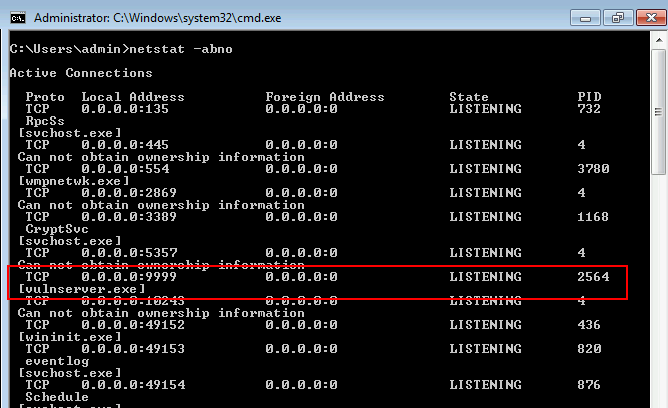 Administrator: C:\Windows\system32\cmd.exe
C:\Users\admin>netstat -abno
Active Connections
Proto Local Address Foreign Address State PID
TCP 0.0.0.0:135 0.0.0.0:0 LISTENING 732
RpcSs
[svchost.exe]
TCP 0.0.0.0:445 0.0.0.0:0 LISTENING 4
Can not obtain ownership information
TCP 0.0.0.0:554 0.0.0.0:0 LISTENING 3780
[wmpnetwk.exe]
TCP 0.0.0.0:2869 0.0.0.0:0 LISTENING 4
Can not obtain ownership information
TCP 0.0.0.0:3389 0.0.0.0:0 LISTENING 1168
CryptSvc
[svchost.exe]
TCP 0.0.0.0:5357 0.0.0.0:0 LISTENING 4
Can not obtain ownership information
TCP 0.0.0.0:9999 0.0.0.0:0 LISTENING 2564
[vulnserver.exe]
TCP 0.0.0.0:10243 0.0.0.0:0 LISTENING 4
Can not obtain ownership information
TCP 0.0.0.0:49152 0.0.0.0:0 LISTENING 436
[wininit.exe]
TCP 0.0.0.0:49153 0.0.0.0:0 LISTENING 820
eventlog
[svchost.exe]
TCP 0.0.0.0:49154 0.0.0.0:0 LISTENING 876
Schedule